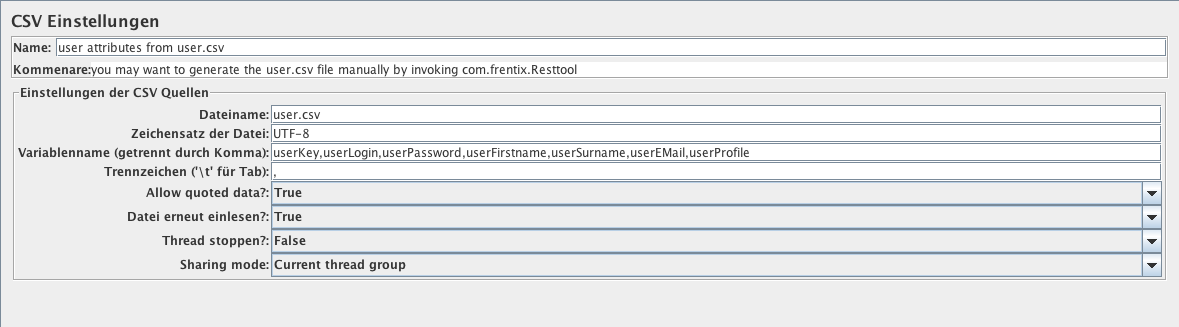 CSV Einstellungen
Name: user attributes from user.csv
Kommenare: you may want to generate the user.csv file manually by invoking com.frentix.Resttool
Einstellungen der CSV Quellen
Dateiname: user.csv
Zeichensatz der Datei: UTF-8
Variablenname (getrennt durch Komma): userKey,userLogin,userPassword,userFirstname,userSurname,userEMail,userProfile
Trennzeichen ('\t' für Tab): ,
Allow quoted data?: True
Datei erneut einlesen?: True
Thread stoppen?: False
Sharing mode: Current thread group